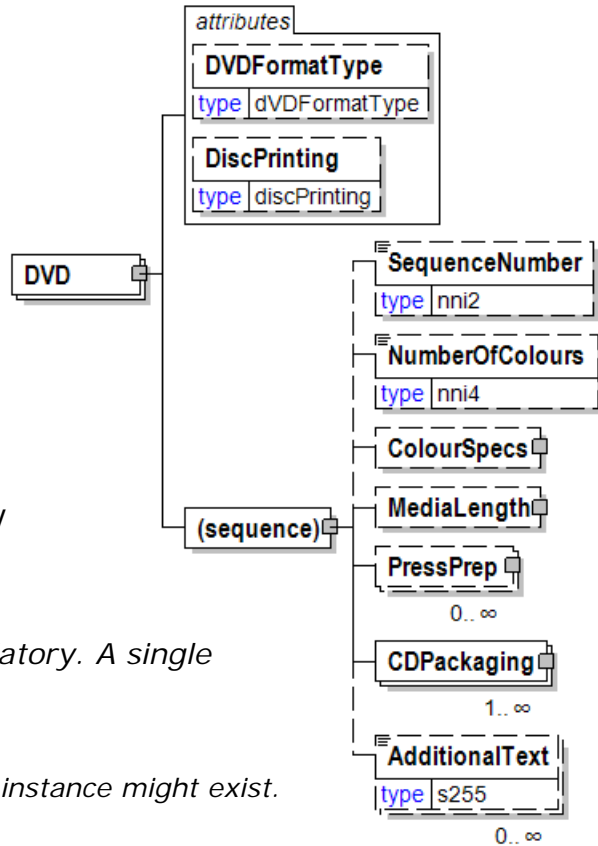 attributes
DVDFormatType
type dVDFormatType
DiscPrinting
type discPrinting
DVD
SequenceNumber
type nni2
NumberOfColours
type nni4
ColourSpecs
MediaLength
(sequence)
PressPrep
0.. ∞
atory. A single
CDPackaging
1.. ∞
AdditionalText
type s255
instance might exist.
0.. ∞